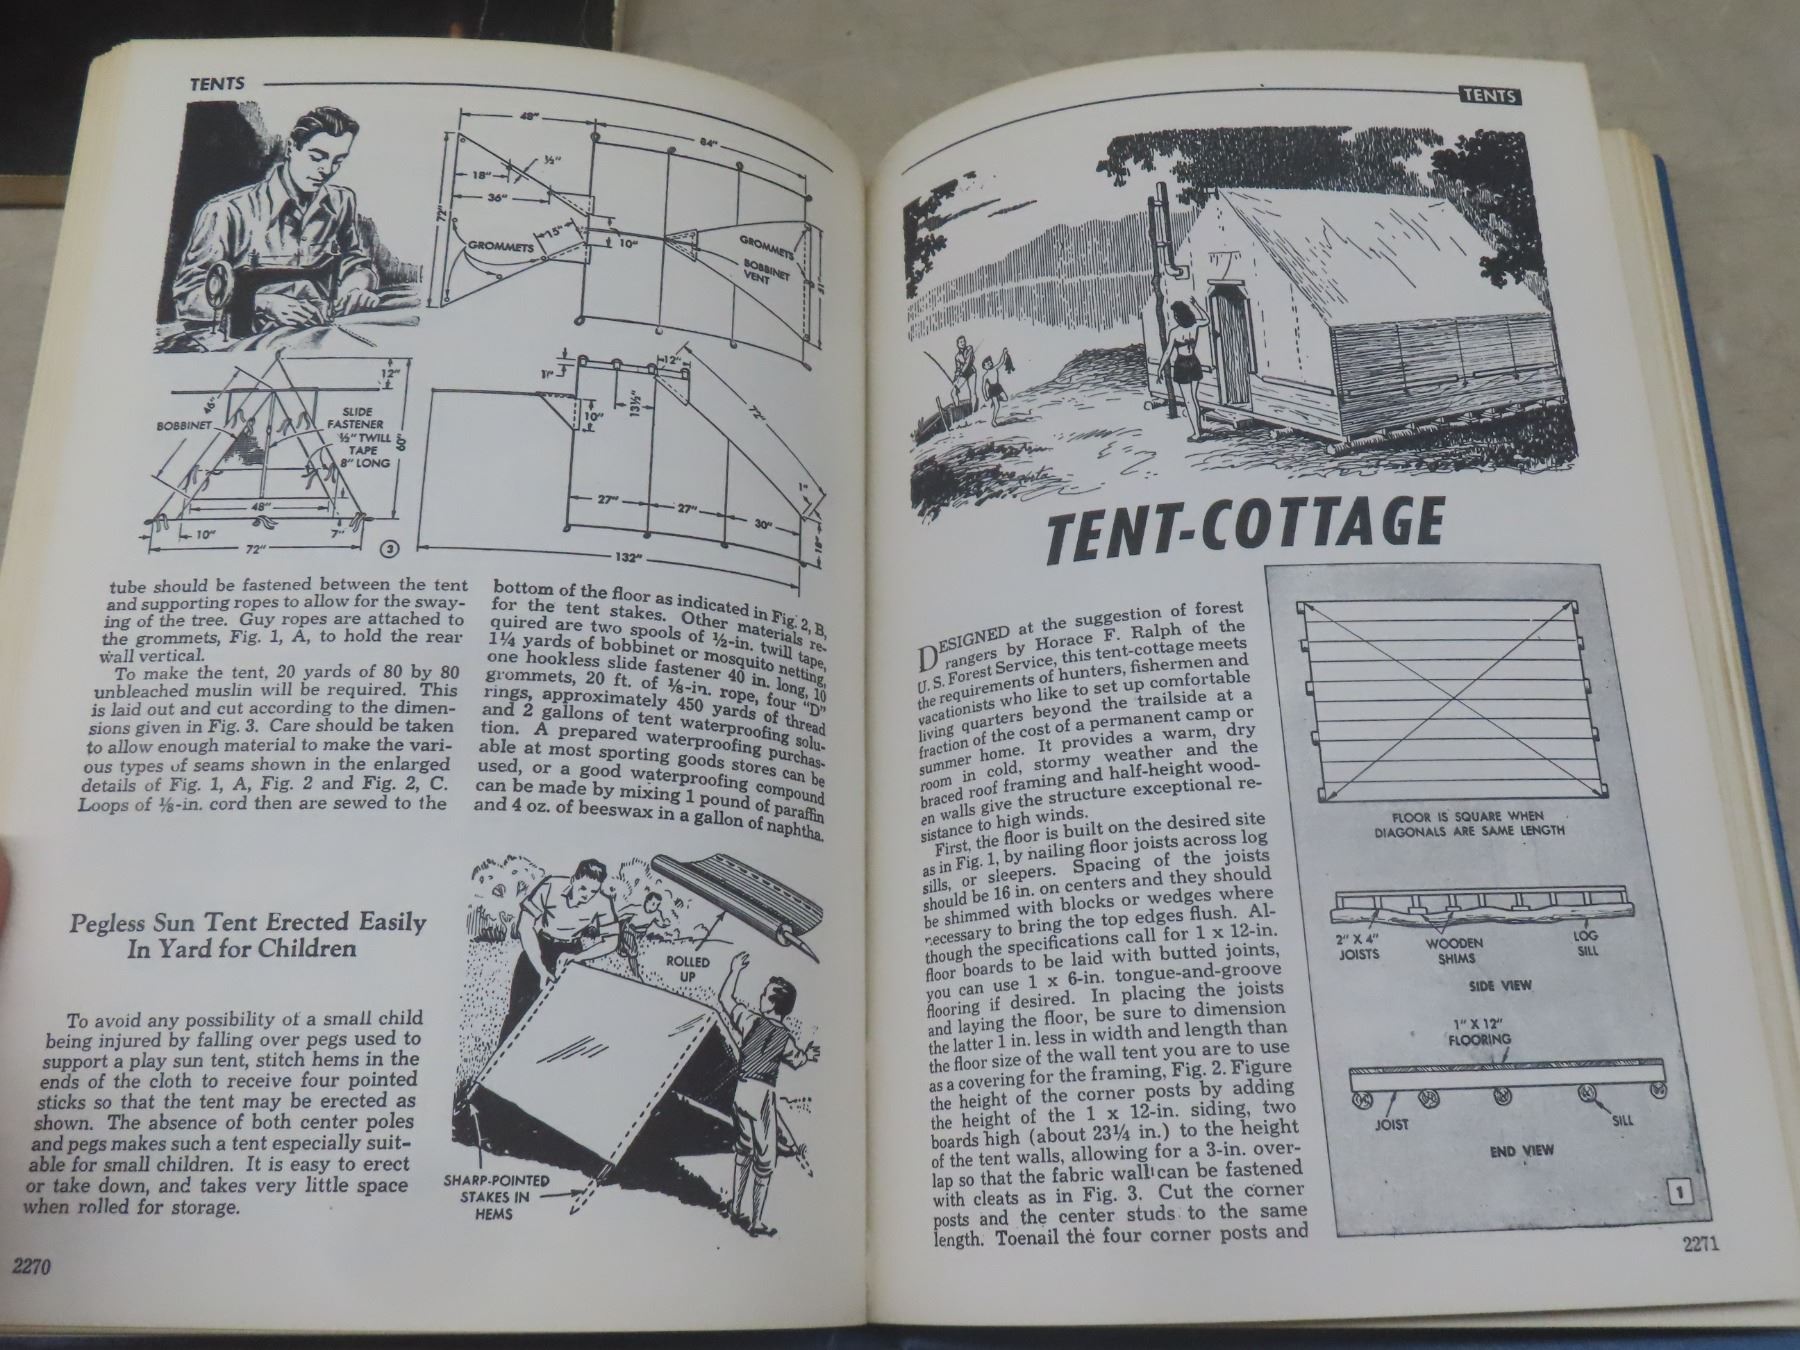 TENTS
48"
84"
½"
18"
36"
72"
15"
10"
GROMMETS
GROMMETS
BOBBINET
VENT
12"
46"
BOBBINET
SLIDE
FASTENER
½" TWILL
TAPE
8" LONG
60"
48"
10"
7"
72"
3
12"
1"
10"
13½"
72"
27"
27"
30"
1"
18"
132"
tube should be fastened between the tent
and supporting ropes to allow for the sway-
ing of the tree. Guy ropes are attached to
the grommets, Fig. 1, A, to hold the rear
wall vertical.
To make the tent, 20 yards of 80 by 80
unbleached muslin will be required. This
is laid out and cut according to the dimen-
sions given in Fig. 3. Care should be taken
to allow enough material to make the vari-
ous types of seams shown in the enlarged
details of Fig. 1, A, Fig. 2 and Fig. 2, C.
Loops of ⅛-in. cord then are sewed to the
bottom of the floor as indicated in Fig. 2, B,
for the tent stakes. Other materials re-
quired are two spools of ½-in. twill tape,
1¼ yards of bobbinet or mosquito netting,
one hookless slide fastener 40 in. long, 10
grommets, 20 ft. of ⅛-in. rope, four "D"
rings, approximately 450 yards of thread
and 2 gallons of tent waterproofing solu-
tion. A prepared waterproofing purchas-
able at most sporting goods stores can be
used, or a good waterproofing compound
can be made by mixing 1 pound of paraffin
and 4 oz. of beeswax in a gallon of naphtha.
Pegless Sun Tent Erected Easily
In Yard for Children
To avoid any possibility of a small child
being injured by falling over pegs used to
support a play sun tent, stitch hems in the
ends of the cloth to receive four pointed
sticks so that the tent may be erected as
shown. The absence of both center poles
and pegs makes such a tent especially suit-
able for small children. It is easy to erect
or take down, and takes very little space
when rolled for storage.
ROLLED
UP
SHARP-POINTED
STAKES IN
HEMS
2270
TENTS
TENT-COTTAGE
DESIGNED at the suggestion of forest
rangers by Horace F. Ralph of the
U. S. Forest Service, this tent-cottage meets
the requirements of hunters, fishermen and
vacationists who like to set up comfortable
living quarters beyond the trailside at a
fraction of the cost of a permanent camp or
summer home. It provides a warm, dry
room in cold, stormy weather and the
braced roof framing and half-height wood-
en walls give the structure exceptional re-
sistance to high winds.
First, the floor is built on the desired site
as in Fig. 1, by nailing floor joists across log
sills, or sleepers. Spacing of the joists
should be 16 in. on centers and they should
be shimmed with blocks or wedges where
necessary to bring the top edges flush. Al-
though the specifications call for 1 x 12-in.
floor boards to be laid with butted joints,
you can use 1 x 6-in. tongue-and-groove
flooring if desired. In placing the joists
and laying the floor, be sure to dimension
the latter 1 in. less in width and length than
the floor size of the wall tent you are to use
as a covering for the framing, Fig. 2. Figure
the height of the corner posts by adding
the height of the 1 x 12-in. siding, two
boards high (about 23¼ in.) to the height
of the tent walls, allowing for a 3-in. over-
lap so that the fabric wall can be fastened
with cleats as in Fig. 3. Cut the corner
posts and the center studs to the same
length. Toenail the four corner posts and
FLOOR IS SQUARE WHEN
DIAGONALS ARE SAME LENGTH
2" X 4"
JOISTS
WOODEN
SHIMS
LOG
SILL
SIDE VIEW
1" X 12"
FLOORING
JOIST
SILL
END VIEW
1
2271